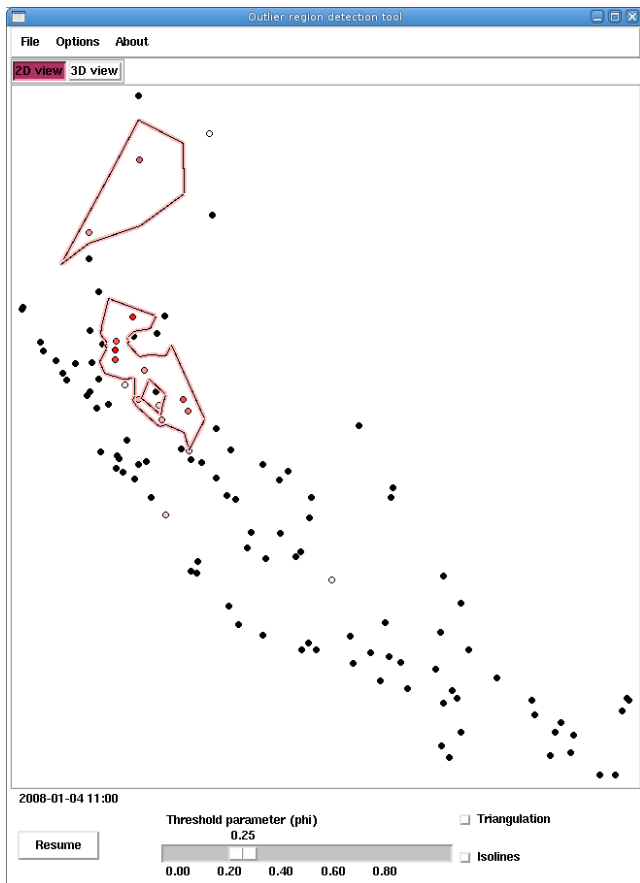 Outlier region detection tool
File Options About
2D view 3D view
2008-01-04 11:00
Threshold parameter (phi)
0.25
Triangulation
Resume
0.00 0.20 0.40 0.60 0.80
Isolines